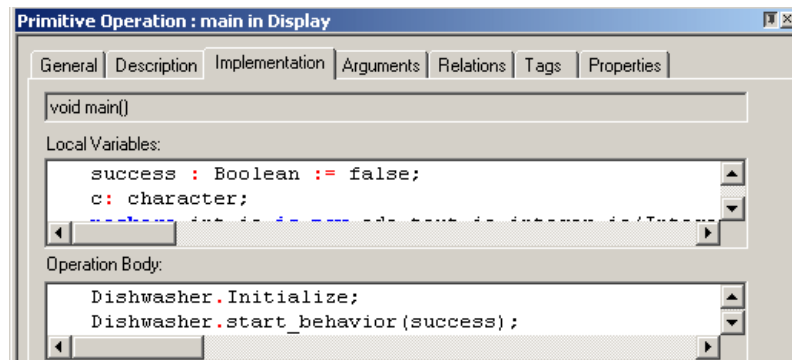 Primitive Operation : main in Display
General Description Implementation Arguments Relations Tags Properties
void main()
Local Variables:
success : Boolean := false;
c: character;
Operation Body:
Dishwasher.Initialize;
Dishwasher.start_behavior(success);